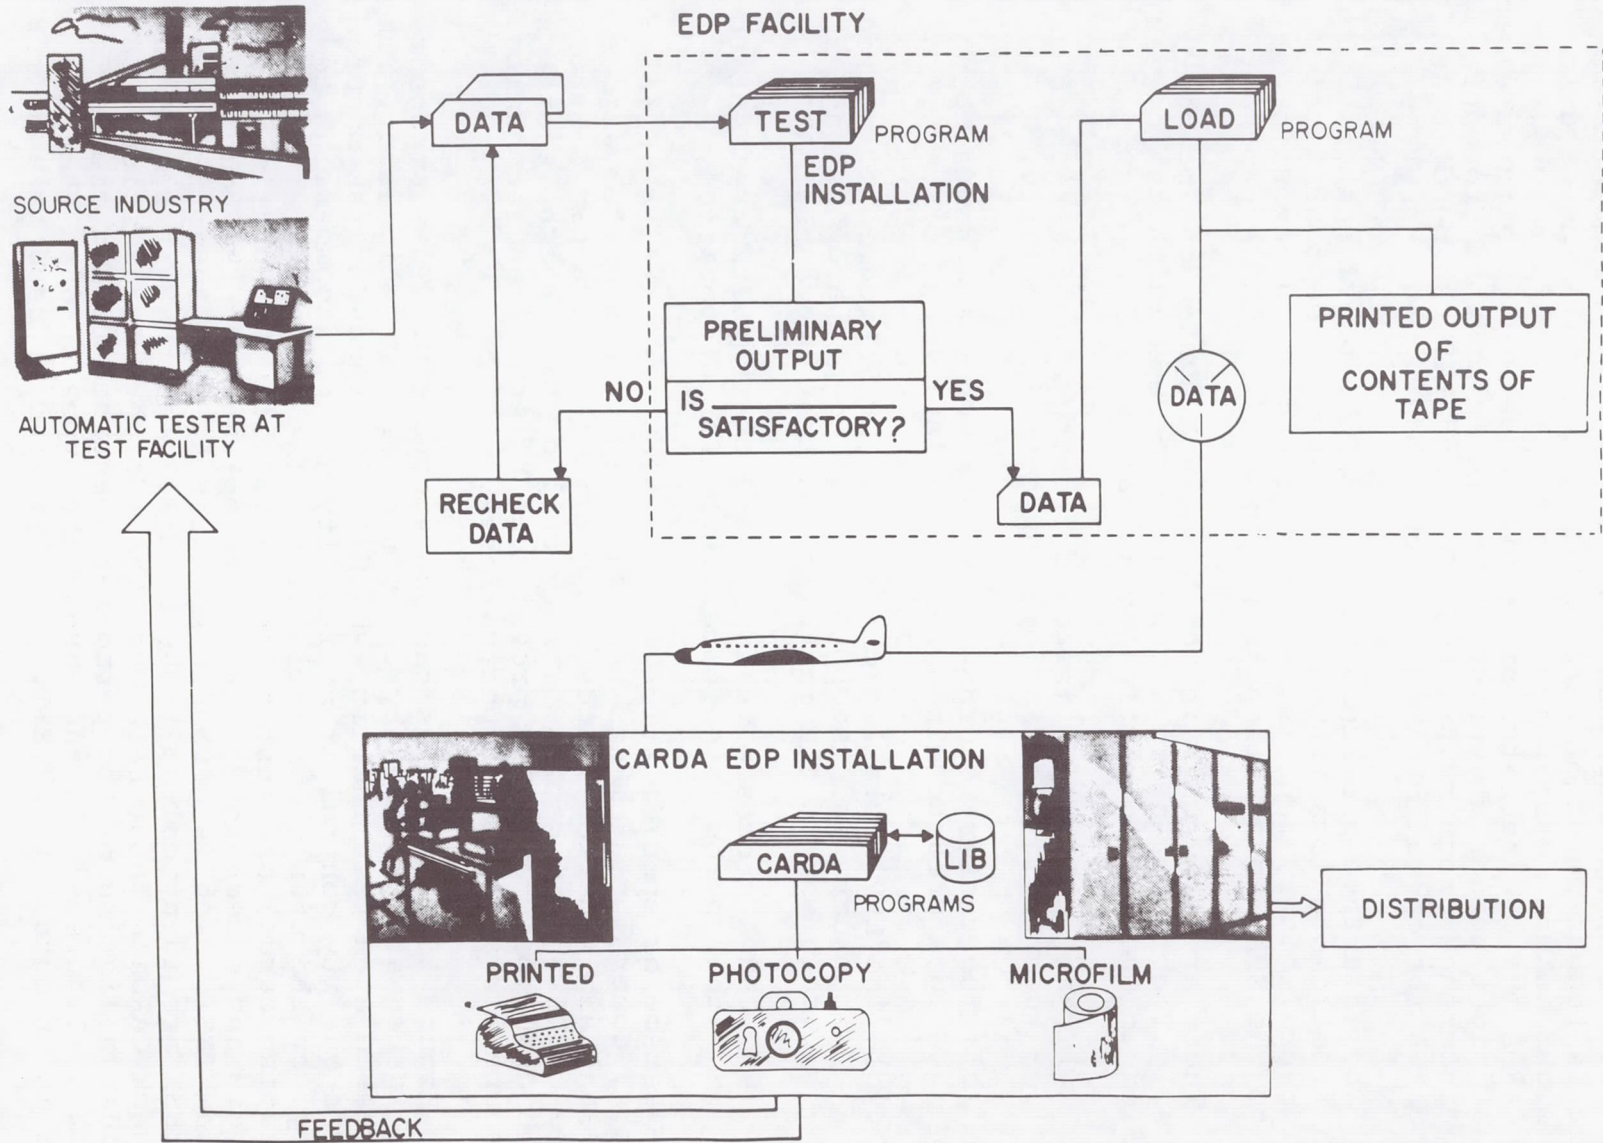 EDP FACILITY
SOURCE INDUSTRY
AUTOMATIC TESTER AT
TEST FACILITY
DATA
TEST
PROGRAM
EDP
INSTALLATION
LOAD
PROGRAM
PRELIMINARY
OUTPUT
NO
IS
SATISFACTORY?
YES
RECHECK
DATA
DATA
DATA
PRINTED OUTPUT
OF
CONTENTS OF
TAPE
CARDA EDP INSTALLATION
CARDA
LIB
PROGRAMS
DISTRIBUTION
PRINTED
PHOTOCOPY
MICROFILM
FEEDBACK